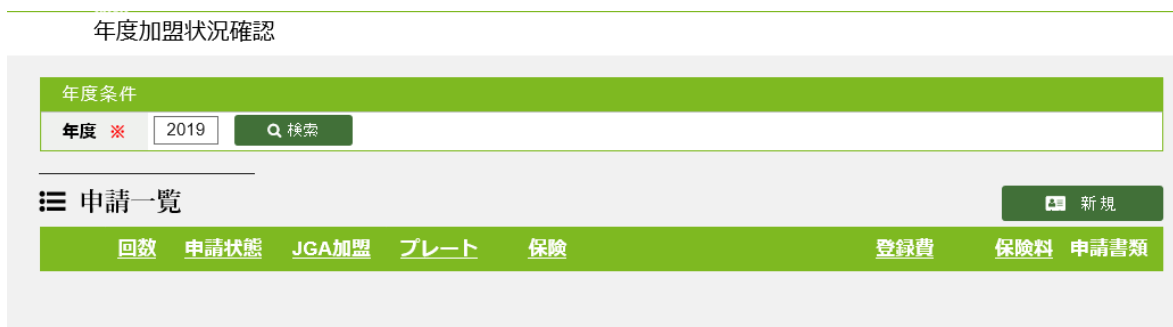 年度加盟状況確認
年度条件
年度 ※ 2019 検索
申請一覧 新規
回数 申請状態 JGA加盟 プレート 保険 登録費 保険料 申請書類